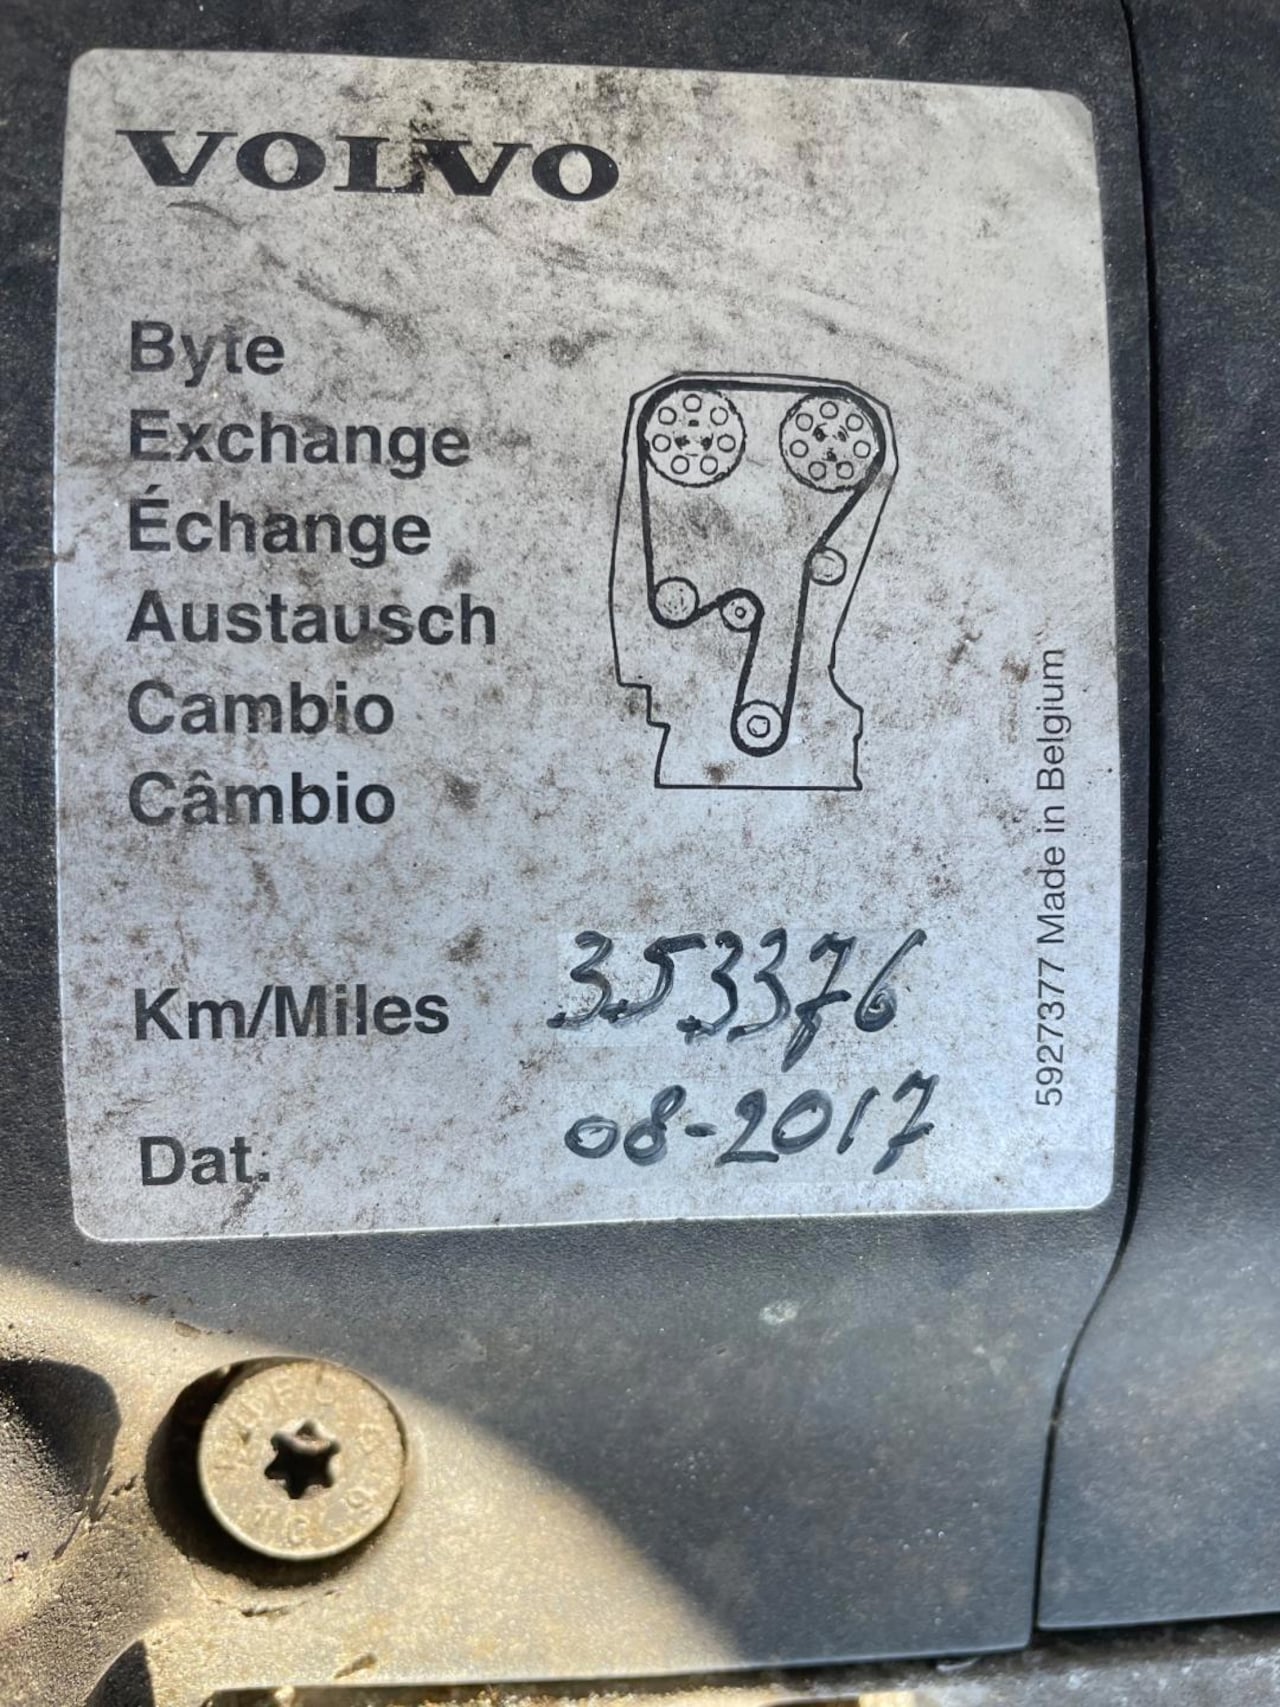 VOLVO
Byte
Exchange
Échange
Austausch
Cambio
Câmbio
Km/Miles 353376
Dat. 08-2017
5927377 Made in Belgium